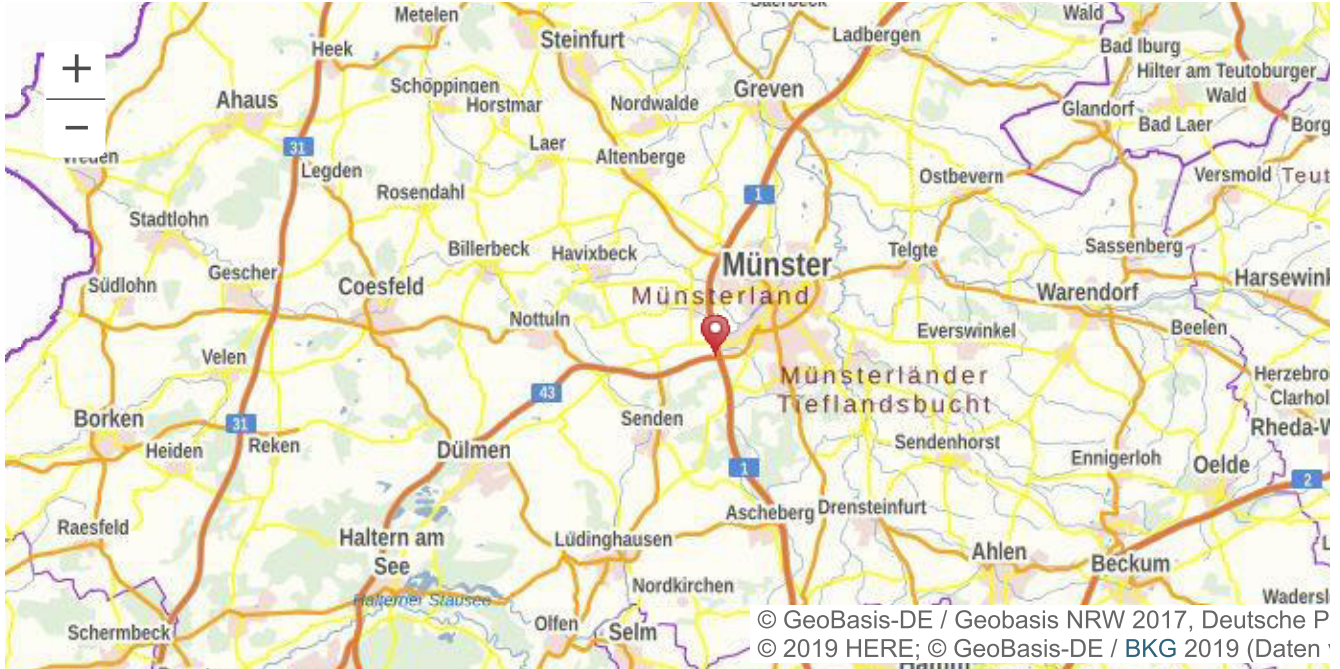 Metelen
Wald
Ladbergen
Steinfurt
Heek
Bad Iburg
Hilter am Teutoburger
Wald
Schöppingen
Greven
Ahaus
Horstmar
Nordwalde
Glandorf
Bad Laer
+
−
31
Laer
Altenberge
Legden
Ostbevern
Versmold
Rosendahl
1
Stadtlohn
Billerbeck
Havixbeck
Telgte
Sassenberg
Münster
Gescher
Südlohn
Coesfeld
Münsterland
Warendorf
Nottuln
Everswinkel
Beelen
Velen
Münsterländer
Tieflandsbucht
43
Borken
31
Senden
Heiden
Reken
Dülmen
Sendenhorst
Ennigerloh
Oelde
1
2
Ascheberg
Drensteinfurt
Raesfeld
Haltern am
See
Lüdinghausen
Ahlen
Beckum
Nordkirchen
Halterner Stausee
Schermbeck
Olfen
Selm
© GeoBasis-DE / Geobasis NRW 2017, Deutsche P
© 2019 HERE; © GeoBasis-DE / BKG 2019 (Daten